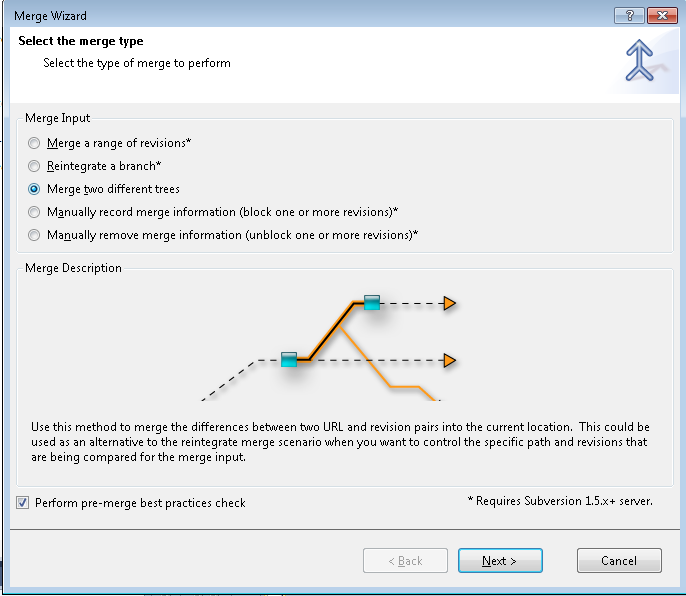 Merge Wizard
?
Select the merge type
Select the type of merge to perform
Merge Input
Merge a range of revisions*
Reintegrate a branch*
Merge two different trees
Manually record merge information (block one or more revisions)*
Manually remove merge information (unblock one or more revisions)*
Merge Description
Use this method to merge the differences between two URL and revision pairs into the current location.  This could be
used as an alternative to the reintegrate merge scenario when you want to control the specific path and revisions that
are being compared for the merge input.
Perform pre-merge best practices check
* Requires Subversion 1.5.x+ server.
< Back
Next >
Cancel